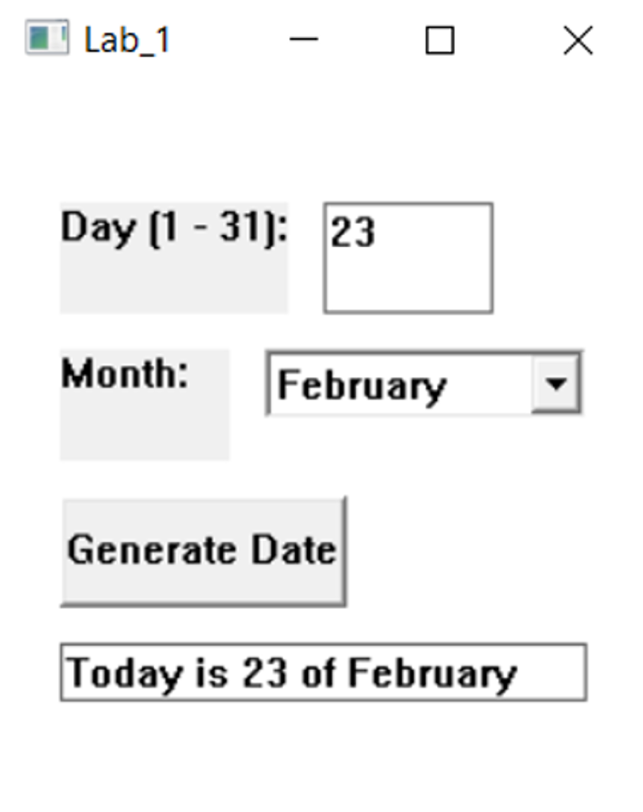 Lab_1
Day (1 - 31): 23
Month: February
Generate Date
Today is 23 of February